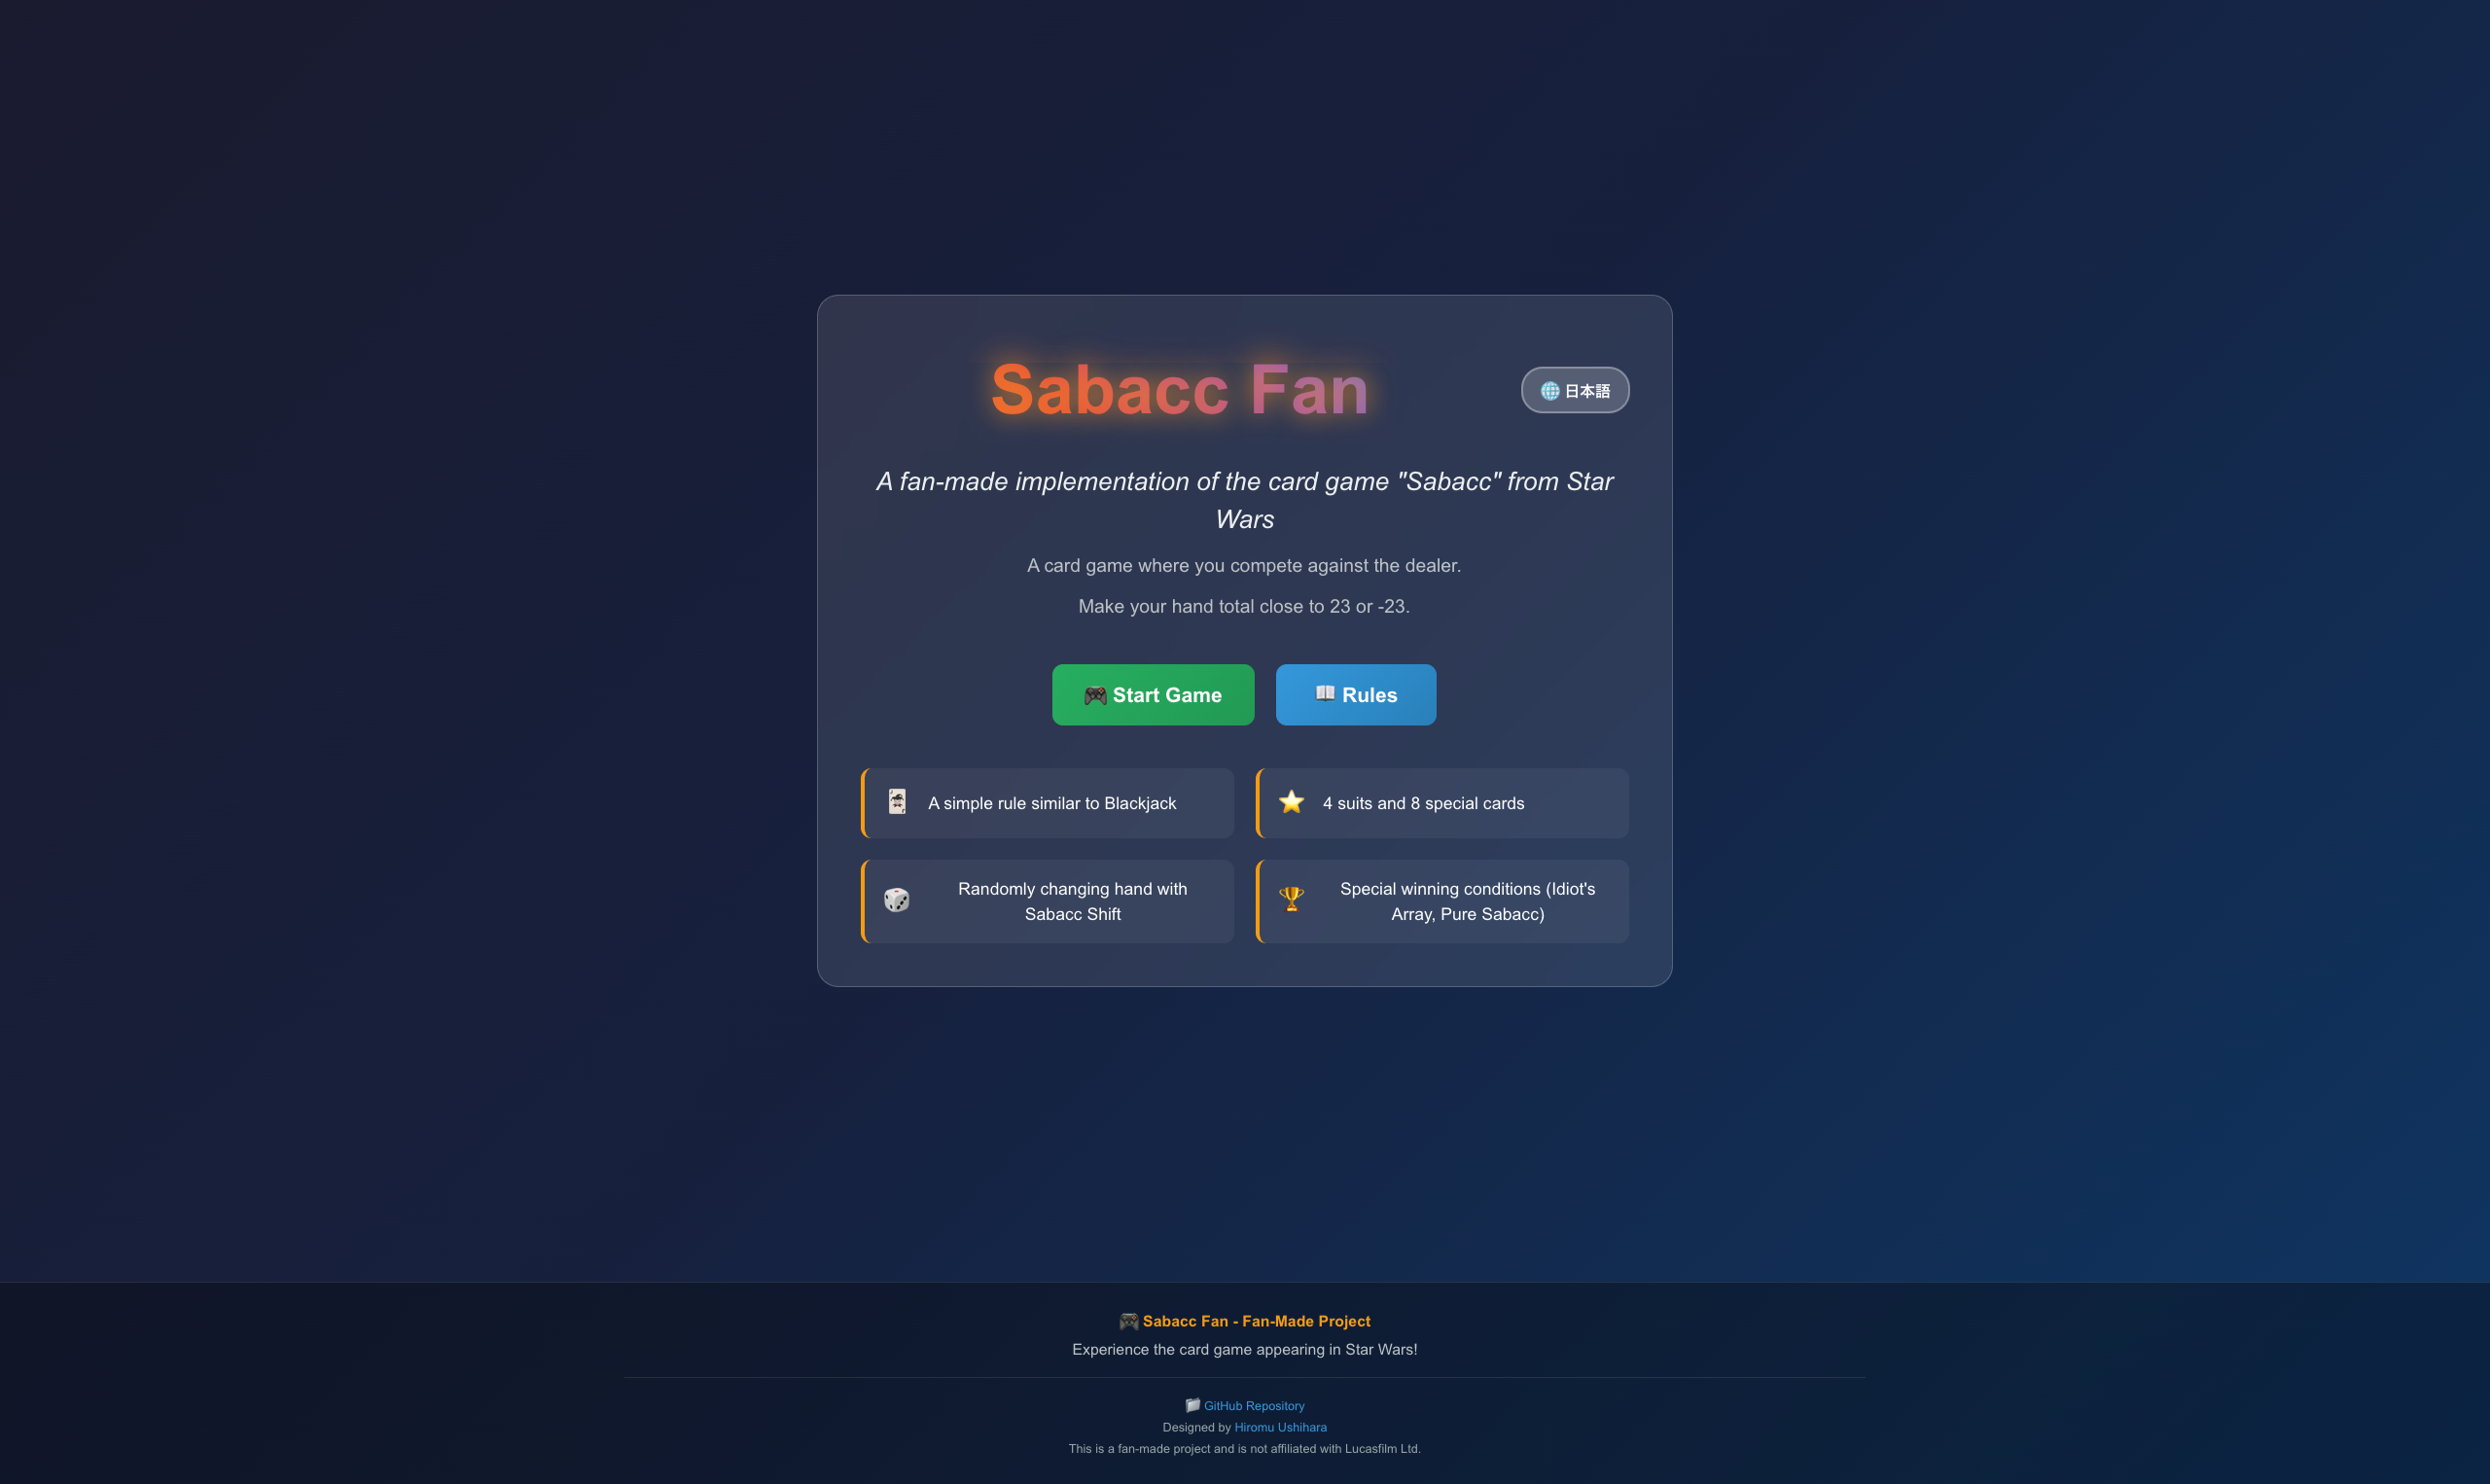 Sabacc Fan
🌐 日本語
A fan-made implementation of the card game "Sabacc" from Star
Wars
A card game where you compete against the dealer.
Make your hand total close to 23 or -23.
🎮 Start Game
📖 Rules
🃏 A simple rule similar to Blackjack
⭐ 4 suits and 8 special cards
🎲 Randomly changing hand with
Sabacc Shift
🏆 Special winning conditions (Idiot's
Array, Pure Sabacc)
🎮 Sabacc Fan - Fan-Made Project
Experience the card game appearing in Star Wars!
📁 GitHub Repository
Designed by Hiromu Ushihara
This is a fan-made project and is not affiliated with Lucasfilm Ltd.